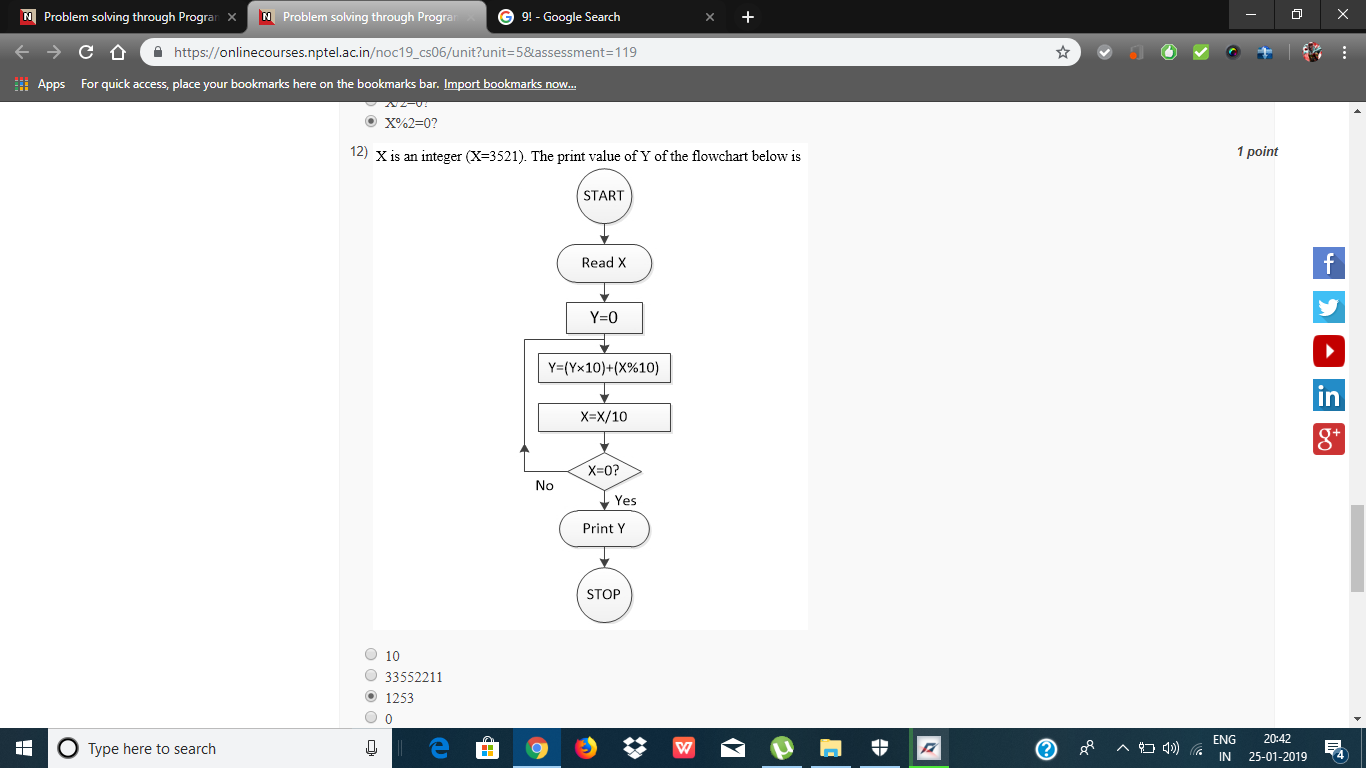 Problem solving through Progra
Problem solving through Progra
9! - Google Search
https://onlinecourses.nptel.ac.in/noc19_cs06/unit?unit=5&assessment=119
Apps For quick access, place your bookmarks here on the bookmarks bar. Import bookmarks now...
X/2=0?
X%2=0?
12) X is an integer (X=3521). The print value of Y of the flowchart below is
1 point
START
Read X
Y=0
Y=(Y×10)+(X%10)
X=X/10
X=0?
No
Yes
Print Y
STOP
10
33552211
1253
0
f
in
g+
Type here to search
W
ENG
IN
20:42
25-01-2019
4